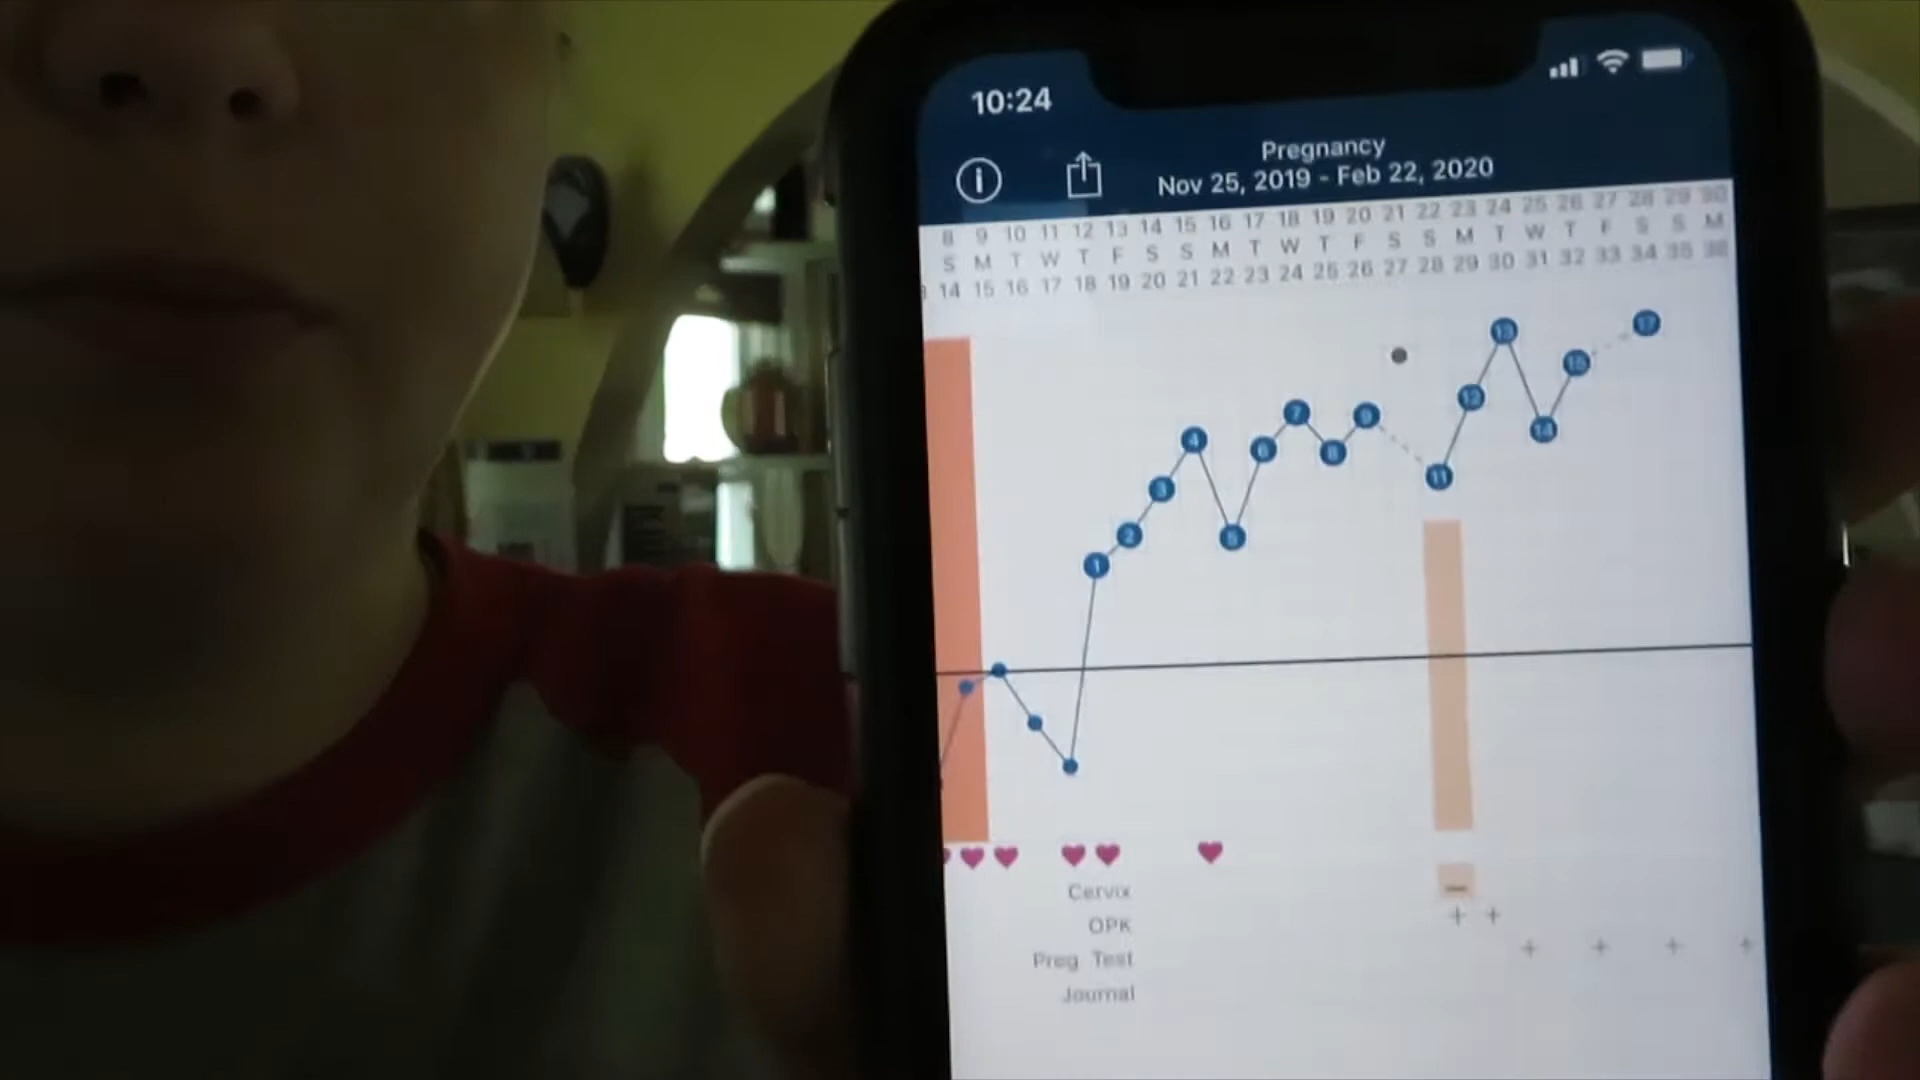 10:24
Pregnancy
Nov 25, 2019 - Feb 22, 2020
8 9 10 11 12 13 14 15 16 17 18 19 20 21 22 23 24 25 26 27 28 29 30
S M T W T F S S M T W T F S S M T W T F S S M
14 15 16 17 18 19 20 21 22 23 24 25 26 27 28 29 30 31 32 33 34 35 36
13 17
15
4 7 9 12
6 8 14
3 11
2 5
1
Cervix
OPK
Preg Test
Journal